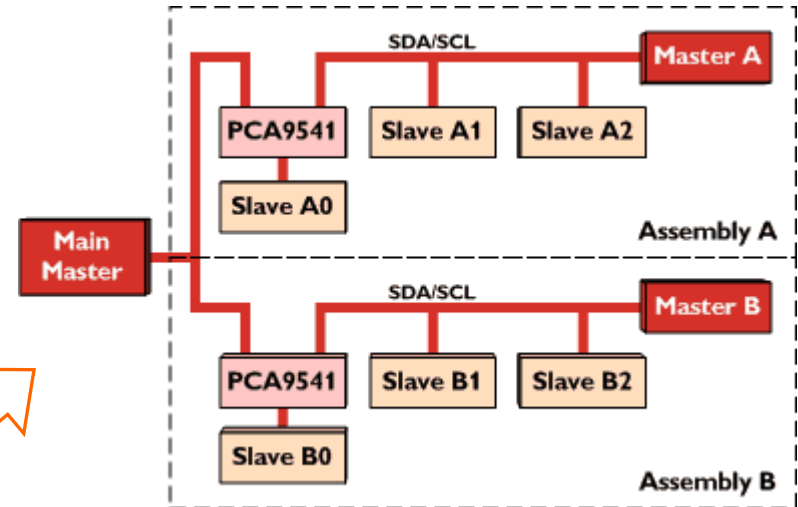 SDA/SCL
Master A
PCA9541
Slave A1
Slave A2
Slave A0
Assembly A
Main
Master
SDA/SCL
Master B
PCA9541
Slave B1
Slave B2
Slave B0
Assembly B